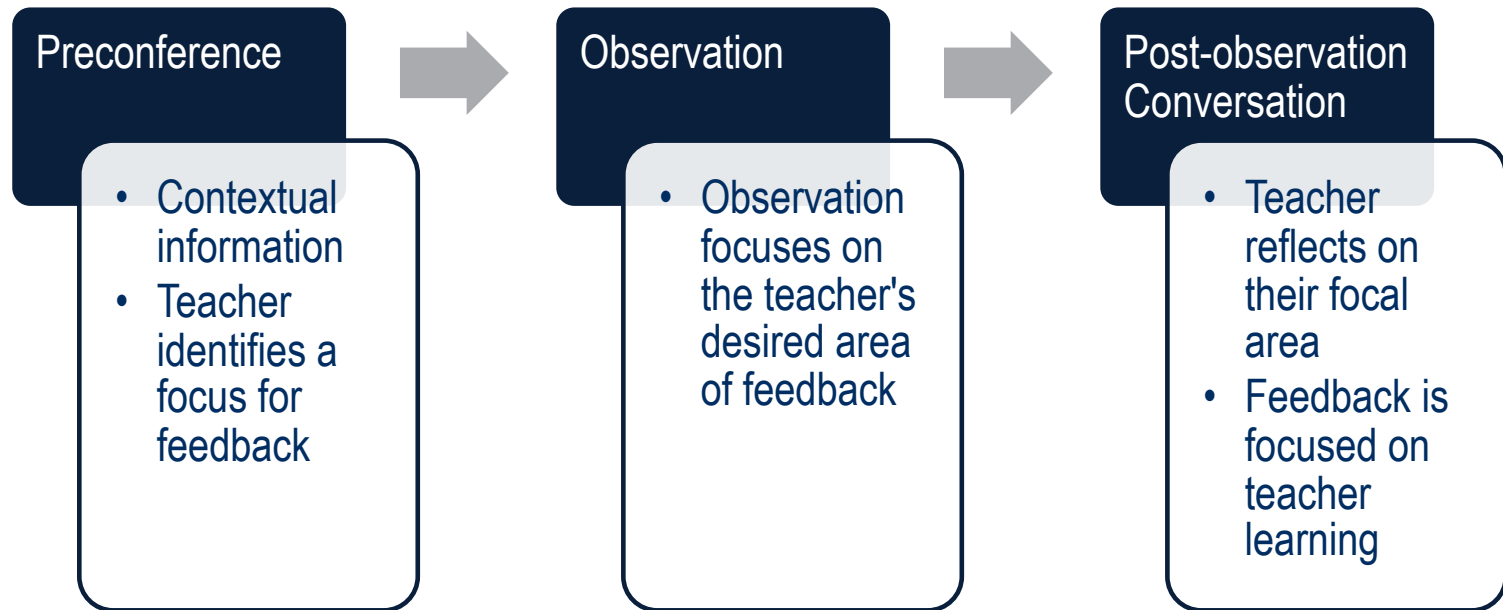 Preconference
• Contextual
information
• Teacher
identifies a
focus for
feedback
Observation
• Observation
focuses on
the teacher's
desired area
of feedback
Post-observation
Conversation
• Teacher
reflects on
their focal
area
• Feedback is
focused on
teacher
learning